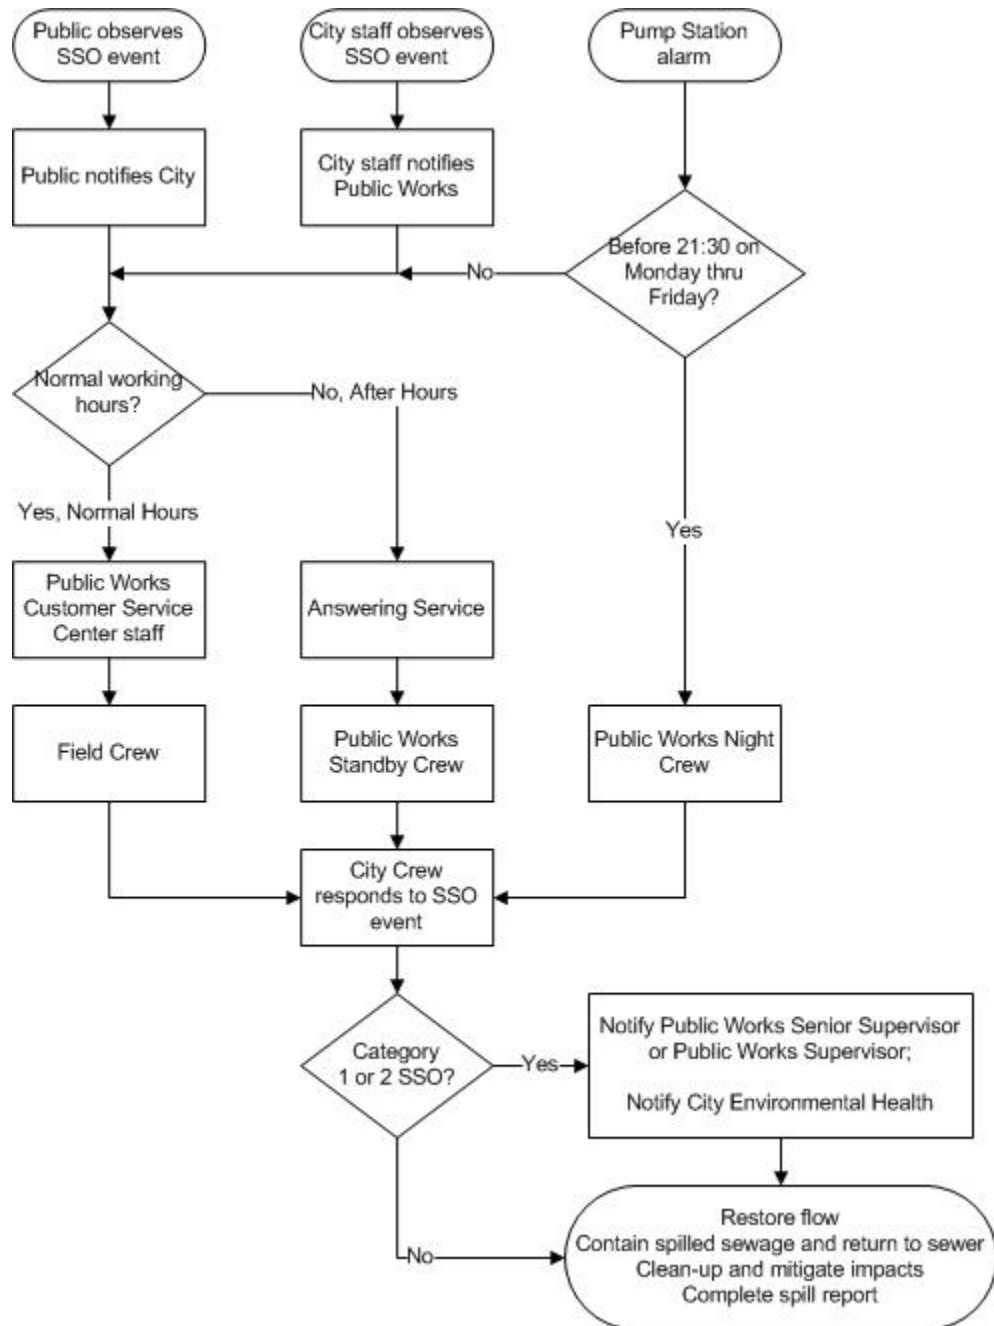 Public observes
SSO event
City staff observes
SSO event
Pump Station
alarm
Public notifies City
City staff notifies
Public Works
Before 21:30 on
Monday thru
Friday?
No
Normal working
hours?
No, After Hours
Yes, Normal Hours
Yes
Public Works
Customer Service
Center staff
Answering Service
Field Crew
Public Works
Standby Crew
Public Works Night
Crew
City Crew
responds to SSO
event
Category
1 or 2 SSO?
Yes
Notify Public Works Senior Supervisor
or Public Works Supervisor;
Notify City Environmental Health
No
Restore flow
Contain spilled sewage and return to sewer
Clean-up and mitigate impacts
Complete spill report